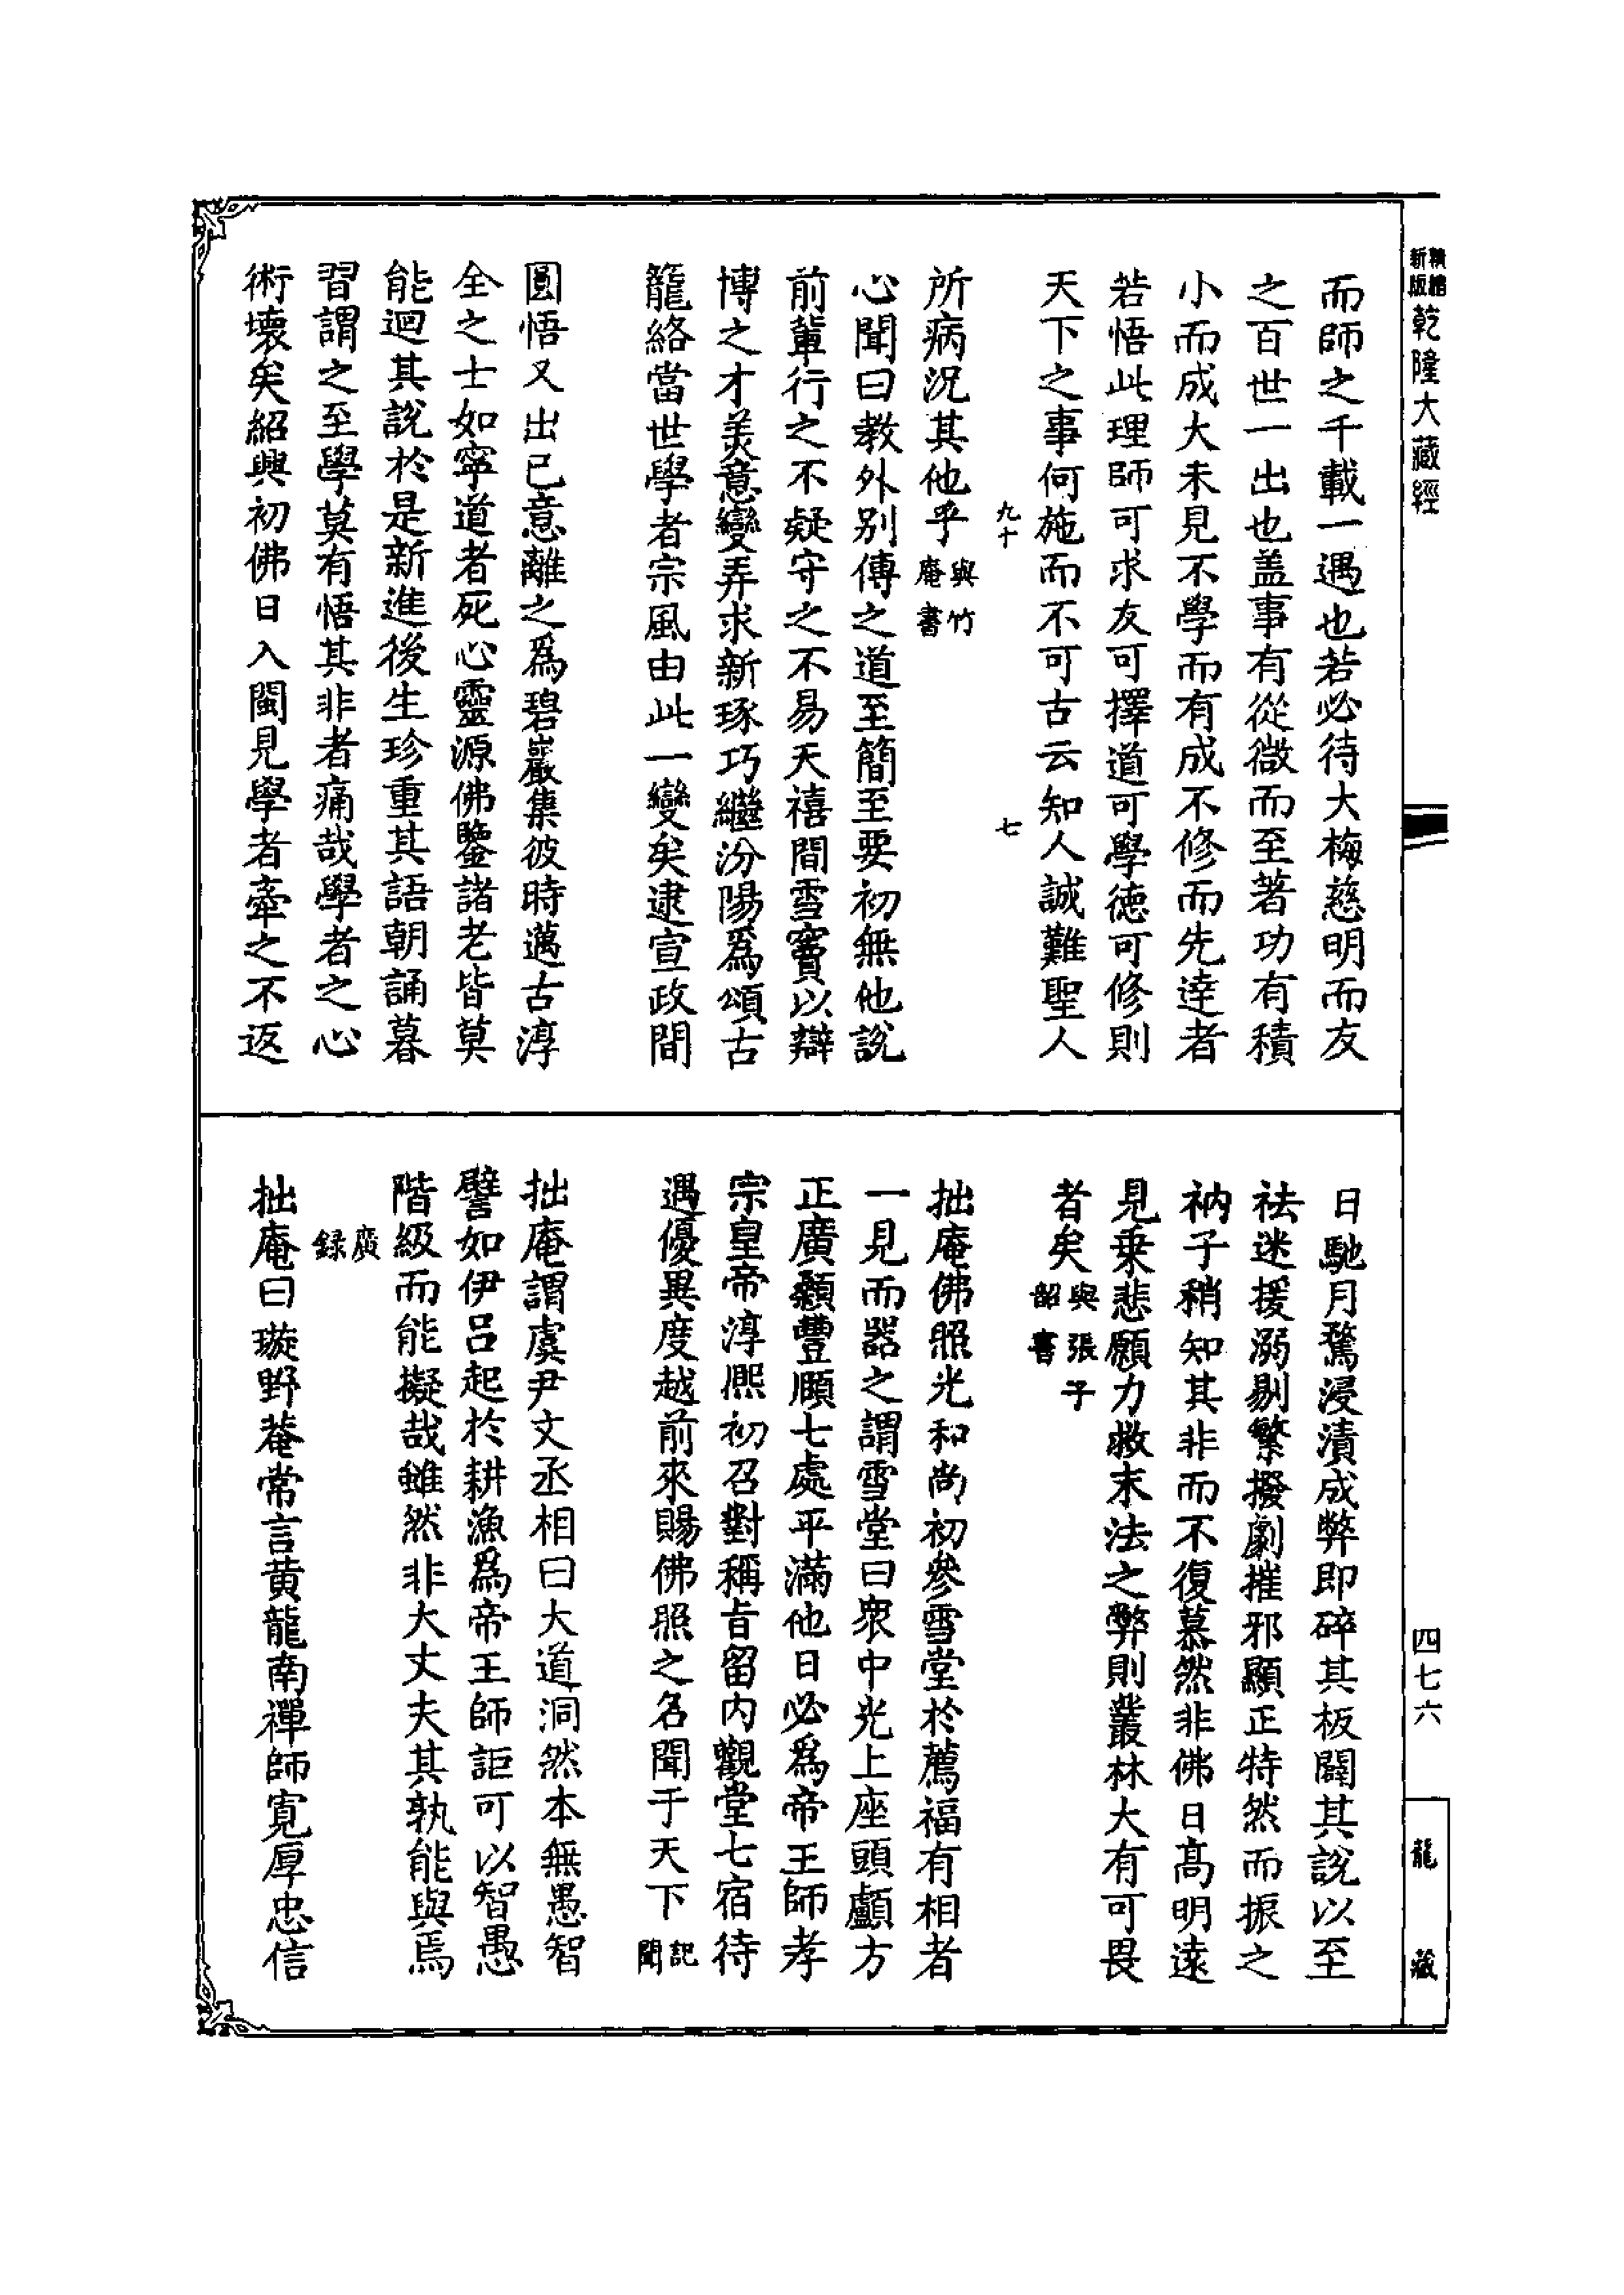 精縮
新版
乾隆大藏經
四七六
龍藏
而師之千載一遇也若必待大梅慈明而友
之百世一出也盖事有從微而至著功有積
小而成大未見不學而有成不修而先達者
若悟此理師可求友可擇道可學德可修則
天下之事何施而不可古云知人誠難聖人
九十 七
所病況其他乎與竹庵書
心聞曰教外別傳之道至簡至要初無他說
前輩行之不疑守之不易天禧間雪竇以辯
博之才美意變弄求新琢巧繼汾陽爲頌古
籠絡當世學者宗風由此一變矣逮宣政間
圓悟又出己意離之爲碧巖集彼時邁古淳
全之士如寧道者死心靈源佛鑒諸老皆莫
能迴其說於是新進後生珍重其語朝誦暮
習謂之至學莫有悟其非者痛哉學者之心
術壞矣紹興初佛日入閩見學者牽之不返
日馳月騖浸漬成弊即碎其板闢其說以至
祛迷援溺剔繁撥劇摧邪顯正特然而振之
衲子稍知其非而不復慕然非佛日高明遠
見乗悲願力救末法之弊則叢林大有可畏
者矣與張子韶書
拙庵佛照光和尚初參雪堂於薦福有相者
一見而器之謂雪堂曰衆中光上座頭顱方
正廣顙豐頤七處平滿他日必爲帝王師孝
宗皇帝淳熙初召對稱旨留内觀堂七宿待
遇優異度越前來賜佛照之名聞于天下記聞
拙庵謂虞尹文丞相曰大道洞然本無愚智
譬如伊吕起於耕漁爲帝王師詎可以智愚
階級而能擬哉雖然非大丈夫其孰能與焉
廣録
拙庵曰璇野菴常言黄龍南禪師寛厚忠信